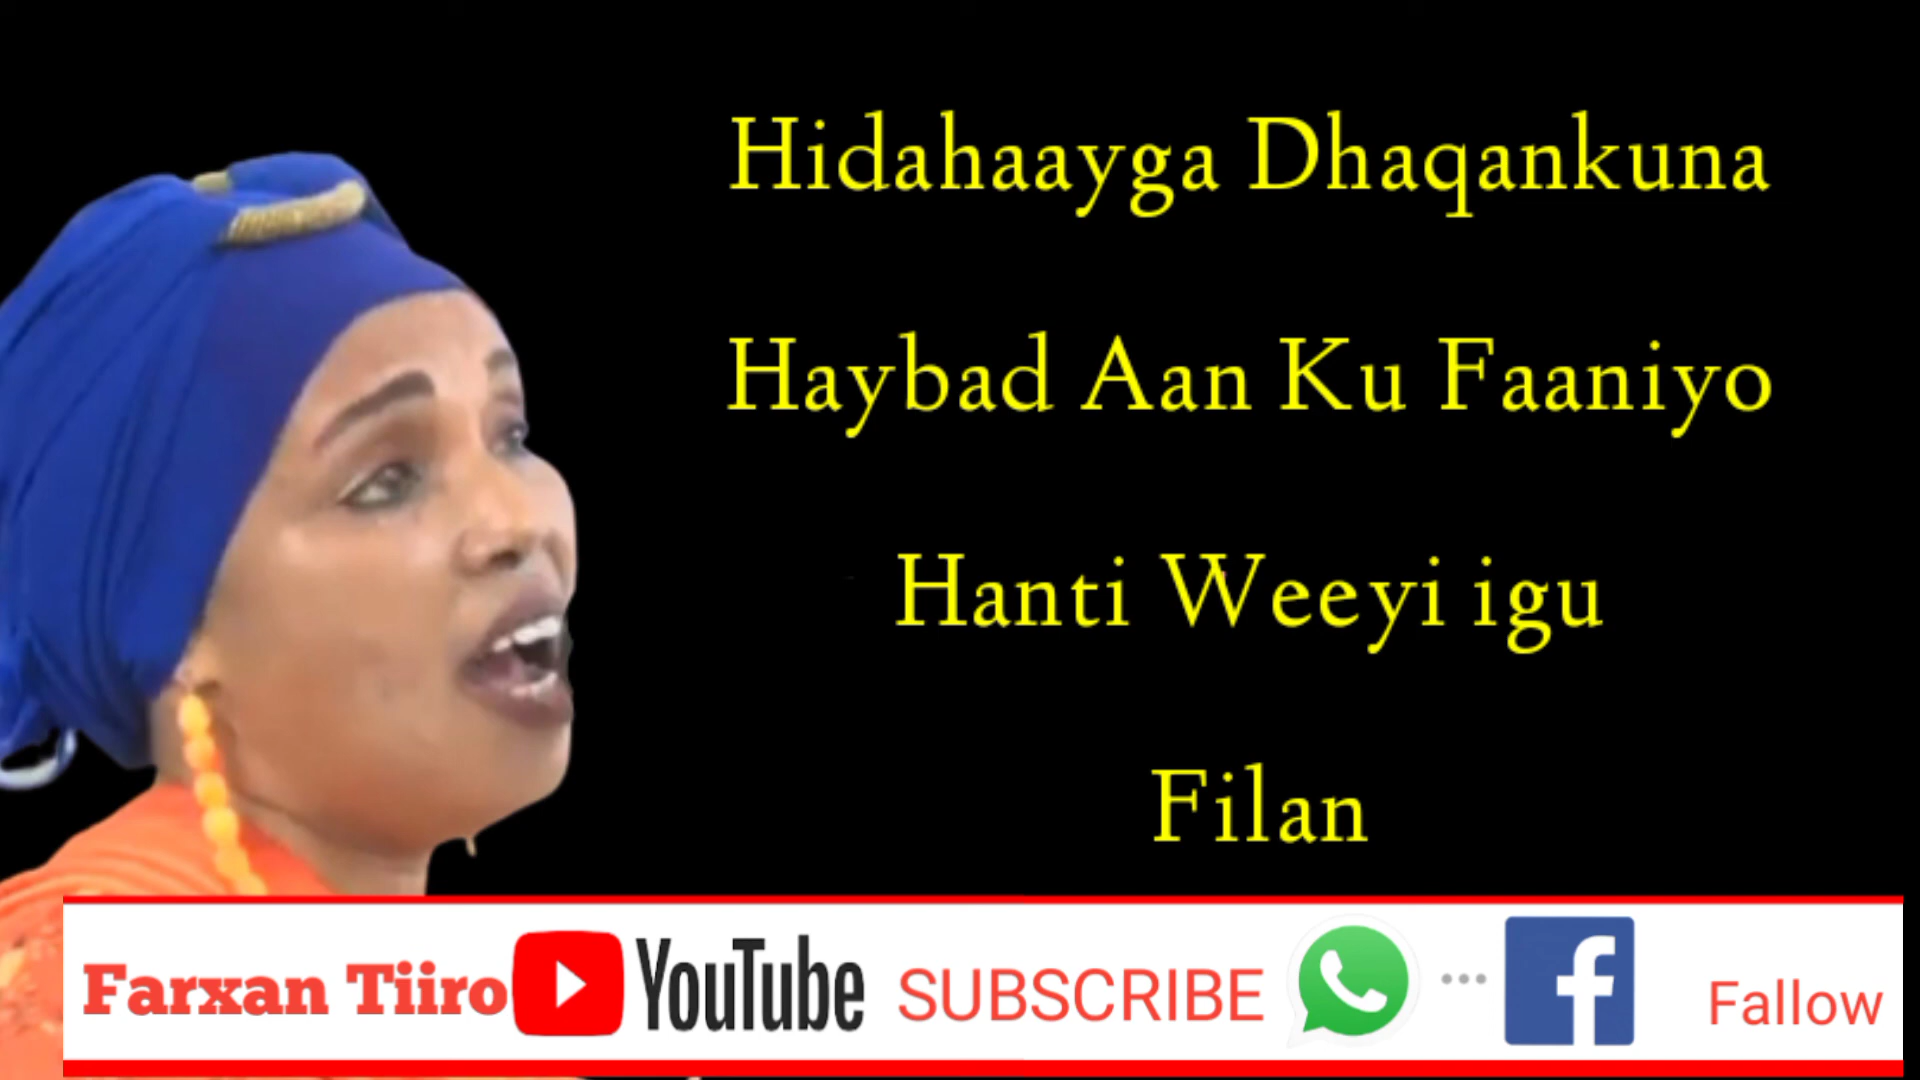 Hidahaayga Dhaqankuna
Haybad Aan Ku Faaniyo
Hanti Weeyi igu
Filan
Farxan Tiiro YouTube SUBSCRIBE ... Fallow